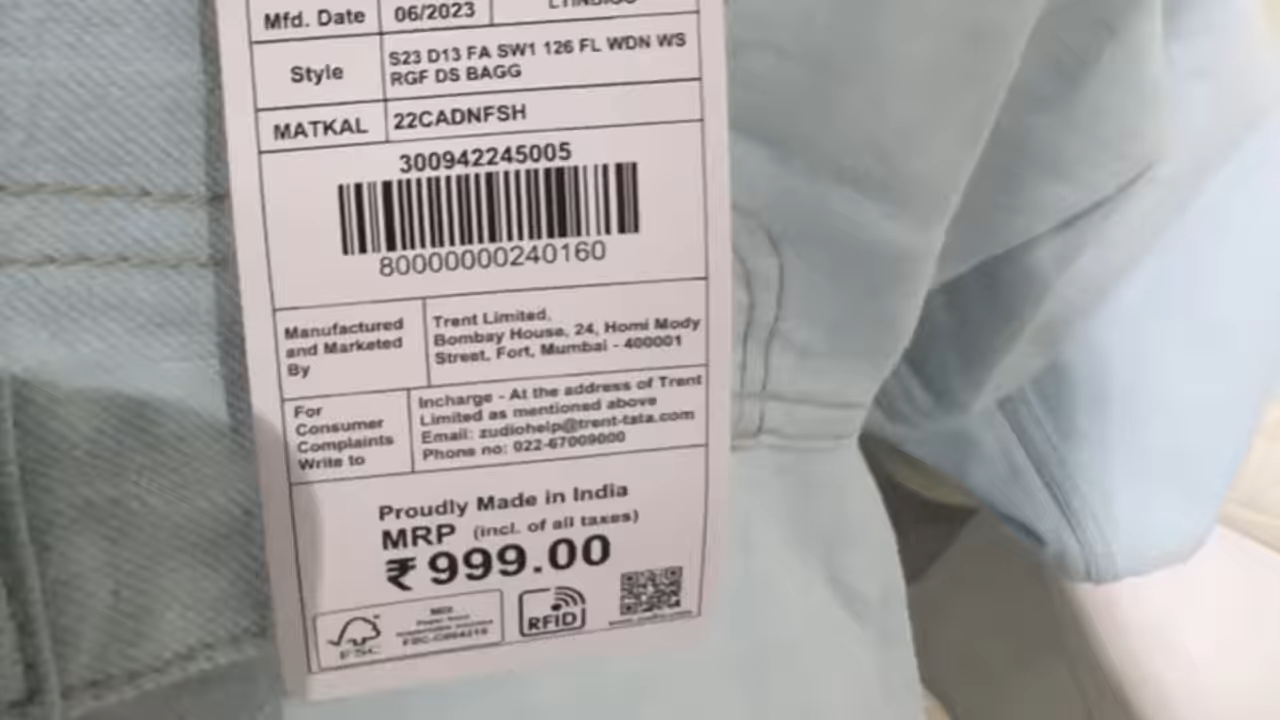 Mfd. Date 06/2023
Style S23 D13 FA SW1 126 FL WDN WS
RGF DS BAGG
MATKAL 22CADNFSH
300942245005
80000000240160
Manufactured
and Marketed
By
Trent Limited,
Bombay House, 24, Homi Mody
Street, Fort, Mumbai - 400001
For
Consumer
Complaints
Write to
Incharge - At the address of Trent
Limited as mentioned above
Email: zudiohelp@trent-tata.com
Phone no: 022-67009000
Proudly Made in India
MRP (incl. of all taxes)
₹ 999.00
FSC
RFID